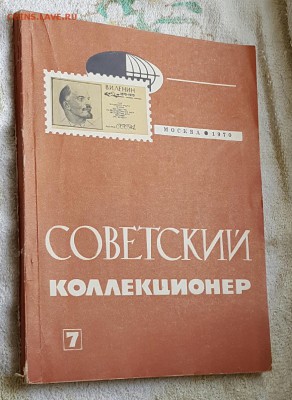 COINS.LAVE.RU
В.И.ЛЕНИН
МОСКВА • 1970
СОВЕТСКИЙ
КОЛЛЕКЦИОНЕР
7